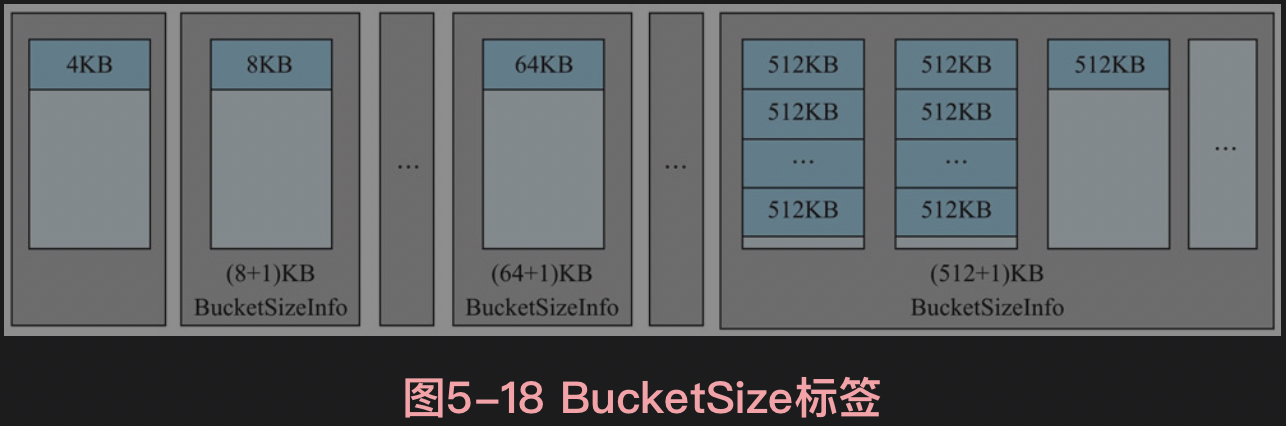 4KB
8KB
...
64KB
...
512KB 512KB 512KB
512KB 512KB
... ... ...
512KB 512KB
(8+1)KB (64+1)KB (512+1)KB
BucketSizeInfo BucketSizeInfo BucketSizeInfo
图5-18 BucketSize标签